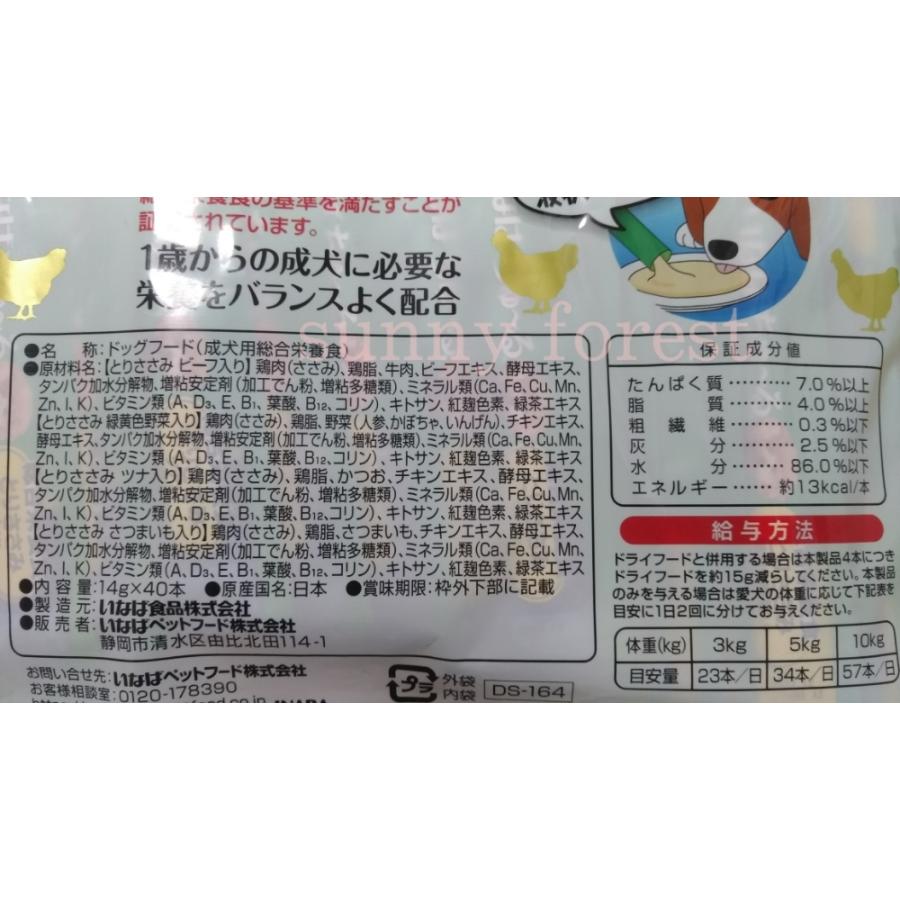 養食の基準を満たすことが
証 されています。
1歳からの成犬に必要な
栄養をバランスよく配合
sunny forest
●名 称:ドッグフード(成犬用総合栄養食)
●原材料名:【とりささみ ビーフ入り】鶏肉(ささみ)、鶏脂、牛肉、ビーフエキス、酵母エキス、
タンパク加水分解物、増粘安定剤(加工でん粉、増粘多糖類)、ミネラル類(Ca、Fe、Cu、Mn、
Zn、I、K)、ビタミン類(A、D₃、E、B₁、葉酸、B₁₂、コリン)、キトサン、紅麹色素、緑茶エキス
【とりささみ 緑黄色野菜入り】鶏肉(ささみ)、鶏脂、野菜(人参、かぼちゃ、いんげん)、チキンエキス、
酵母エキス、タンパク加水分解物、増粘安定剤(加工でん粉、増粘多糖類)、ミネラル類(Ca、Fe、Cu、Mn、
Zn、I、K)、ビタミン類(A、D₃、E、B₁、葉酸、B₁₂、コリン)、キトサン、紅麹色素、緑茶エキス
【とりささみ ツナ入り】鶏肉(ささみ)、鶏脂、かつお、チキンエキス、酵母エキス、
タンパク加水分解物、増粘安定剤(加工でん粉、増粘多糖類)、ミネラル類(Ca、Fe、Cu、Mn、
Zn、I、K)、ビタミン類(A、D₃、E、B₁、葉酸、B₁₂、コリン)、キトサン、紅麹色素、緑茶エキス
【とりささみ さつまいも入り】鶏肉(ささみ)、鶏脂、さつまいも、チキンエキス、酵母エキス、
タンパク加水分解物、増粘安定剤(加工でん粉、増粘多糖類)、ミネラル類(Ca、Fe、Cu、Mn、
Zn、I、K)、ビタミン類(A、D₃、E、B₁、葉酸、B₁₂、コリン)、キトサン、紅麹色素、緑茶エキス
●内 容 量:14g×40本 ●原産国名:日本 ●賞味期限:枠外下部に記載
●製 造 元:いなば食品株式会社
●販 売 者:いなばペットフード株式会社
静岡市清水区由比北田114-1
お問い合せ先:いなばペットフード株式会社
お客様相談室:0120-178390
プラ 外袋 内袋 DS-164
保証成分値
たんぱく質 7.0%以上
脂質 4.0%以上
粗繊維 0.3%以下
灰分 2.5%以下
水分 86.0%以下
エネルギー 約13kcal/本
給与方法
ドライフードと併用する場合は本製品4本につき
ドライフードを約15g減らしてください。本製品
のみを与える場合は愛犬の体重に応じて下記表を
目安に1日2回に分けてお与えください。
体重(kg) 3kg 5kg 10kg
目安量 23本/日 34本/日 57本/日